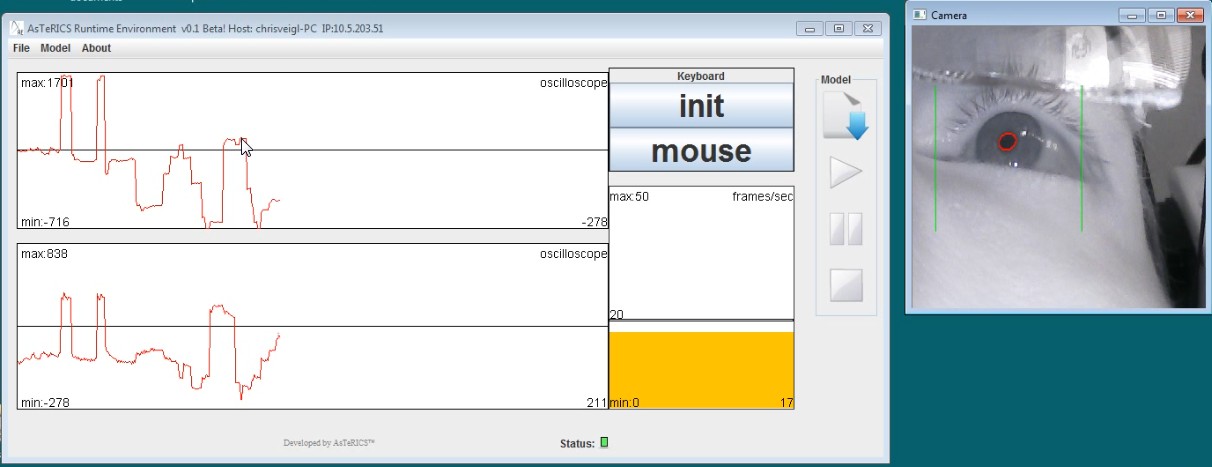 AsTeRICS Runtime Environment v0.1 Beta! Host: chrisveigl-PC IP:10.5.203.51
File Model About
max:1701
oscilloscope
min:-716
-278
max:838
oscilloscope
min:-278
211
Keyboard
init
mouse
max:50
frames/sec
20
min:0
17
Model
Developed by AsTeRICS™
Status:
Camera